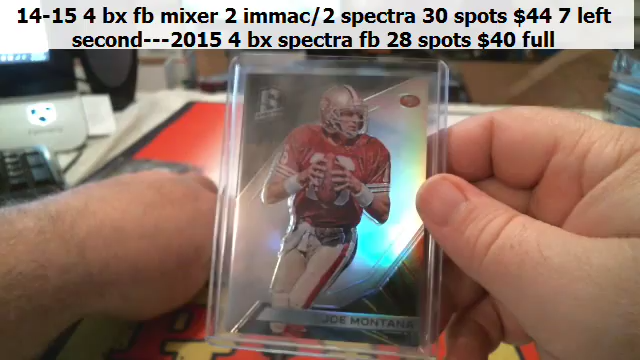 14-15 4 bx fb mixer 2 immac/2 spectra 30 spots $44 7 left
second---2015 4 bx spectra fb 28 spots $40 full
JOE MONTANA